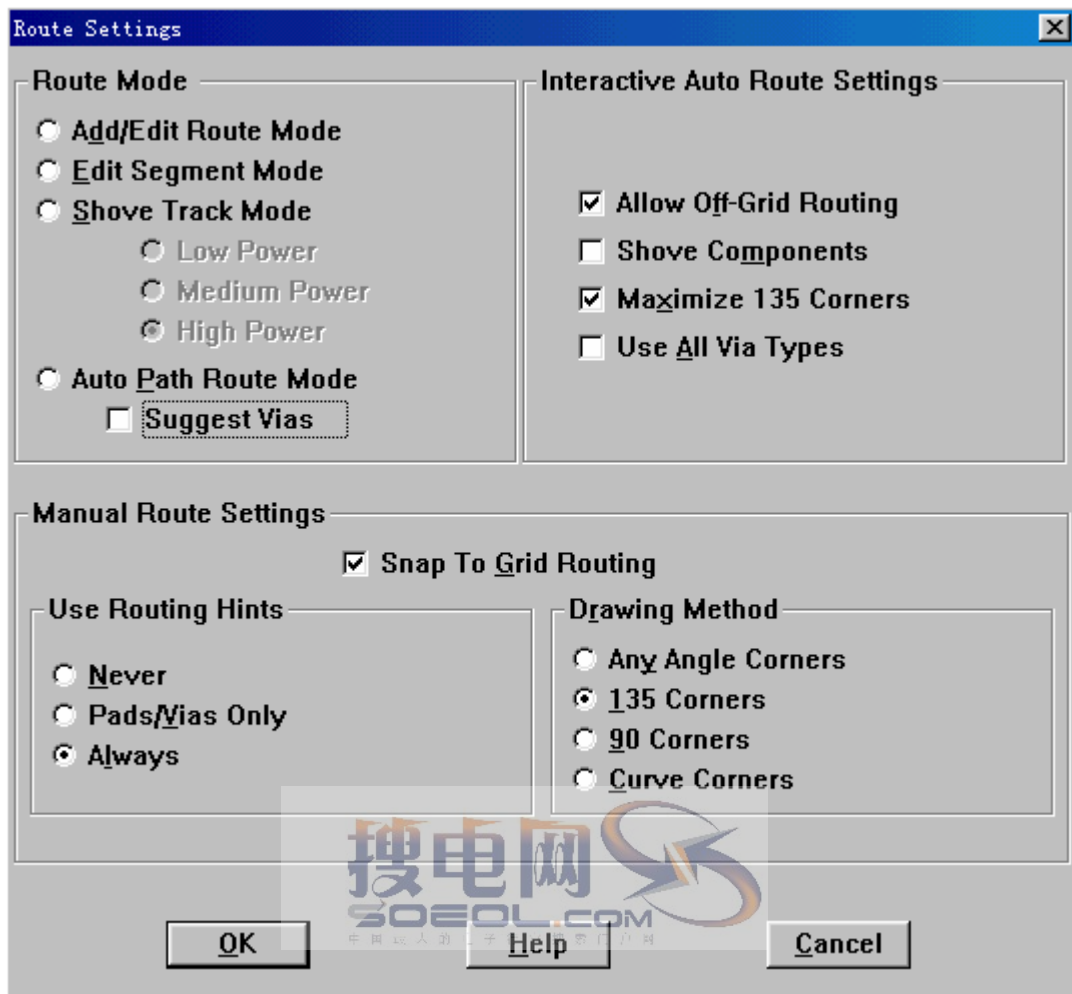 Route Settings
Route Mode
Add/Edit Route Mode
Edit Segment Mode
Shove Track Mode
Low Power
Medium Power
High Power
Auto Path Route Mode
Suggest Vias
Interactive Auto Route Settings
Allow Off-Grid Routing
Shove Components
Maximize 135 Corners
Use All Via Types
Manual Route Settings
Snap To Grid Routing
Use Routing Hints
Never
Pads/Vias Only
Always
Drawing Method
Any Angle Corners
135 Corners
90 Corners
Curve Corners
搜电网
SOEOL.COM
OK
Help
Cancel